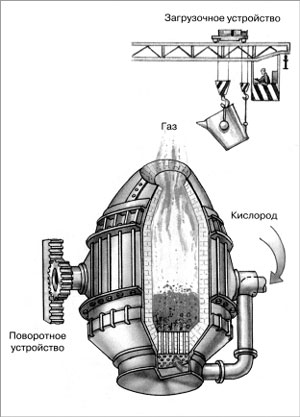 Загрузочное устройство
Газ
Кислород
Поворотное
устройство